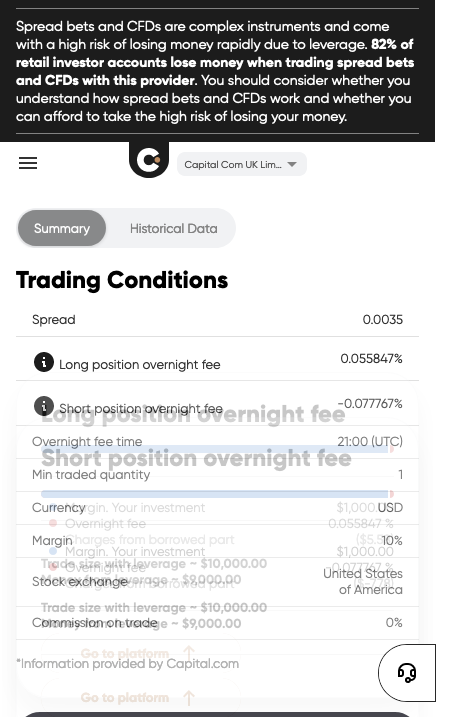 Spread bets and CFDs are complex instruments and come
with a high risk of losing money rapidly due to leverage. 82% of
retail investor accounts lose money when trading spread bets
and CFDs with this provider. You should consider whether you
understand how spread bets and CFDs work and whether you
can afford to take the high risk of losing your money.
Capital Com UK Lim...
Summary Historical Data
Trading Conditions
Spread 0.0035
Long position overnight fee 0.055847%
Short position overnight fee -0.077767%
Long position overnight fee
Overnight fee time 21:00 (UTC)
Short position overnight fee
Min traded quantity 1
Currency USD
Margin. Your investment $1,000.00
Overnight fee 0.055847 %
Charges from borrowed part
Margin 10%
Margin. Your investment $1,000.00
Overnight fee -0.077767 %
Trade size with leverage ~ $10,000.00
Stock exchange United States
of America
Money from leverage ~ $9,000.00
Charges from borrowed part
Trade size with leverage ~ $10,000.00
Commission on trade 0%
Money from leverage ~ $9,000.00
Go to platform
*Information provided by Capital.com
Go to platform